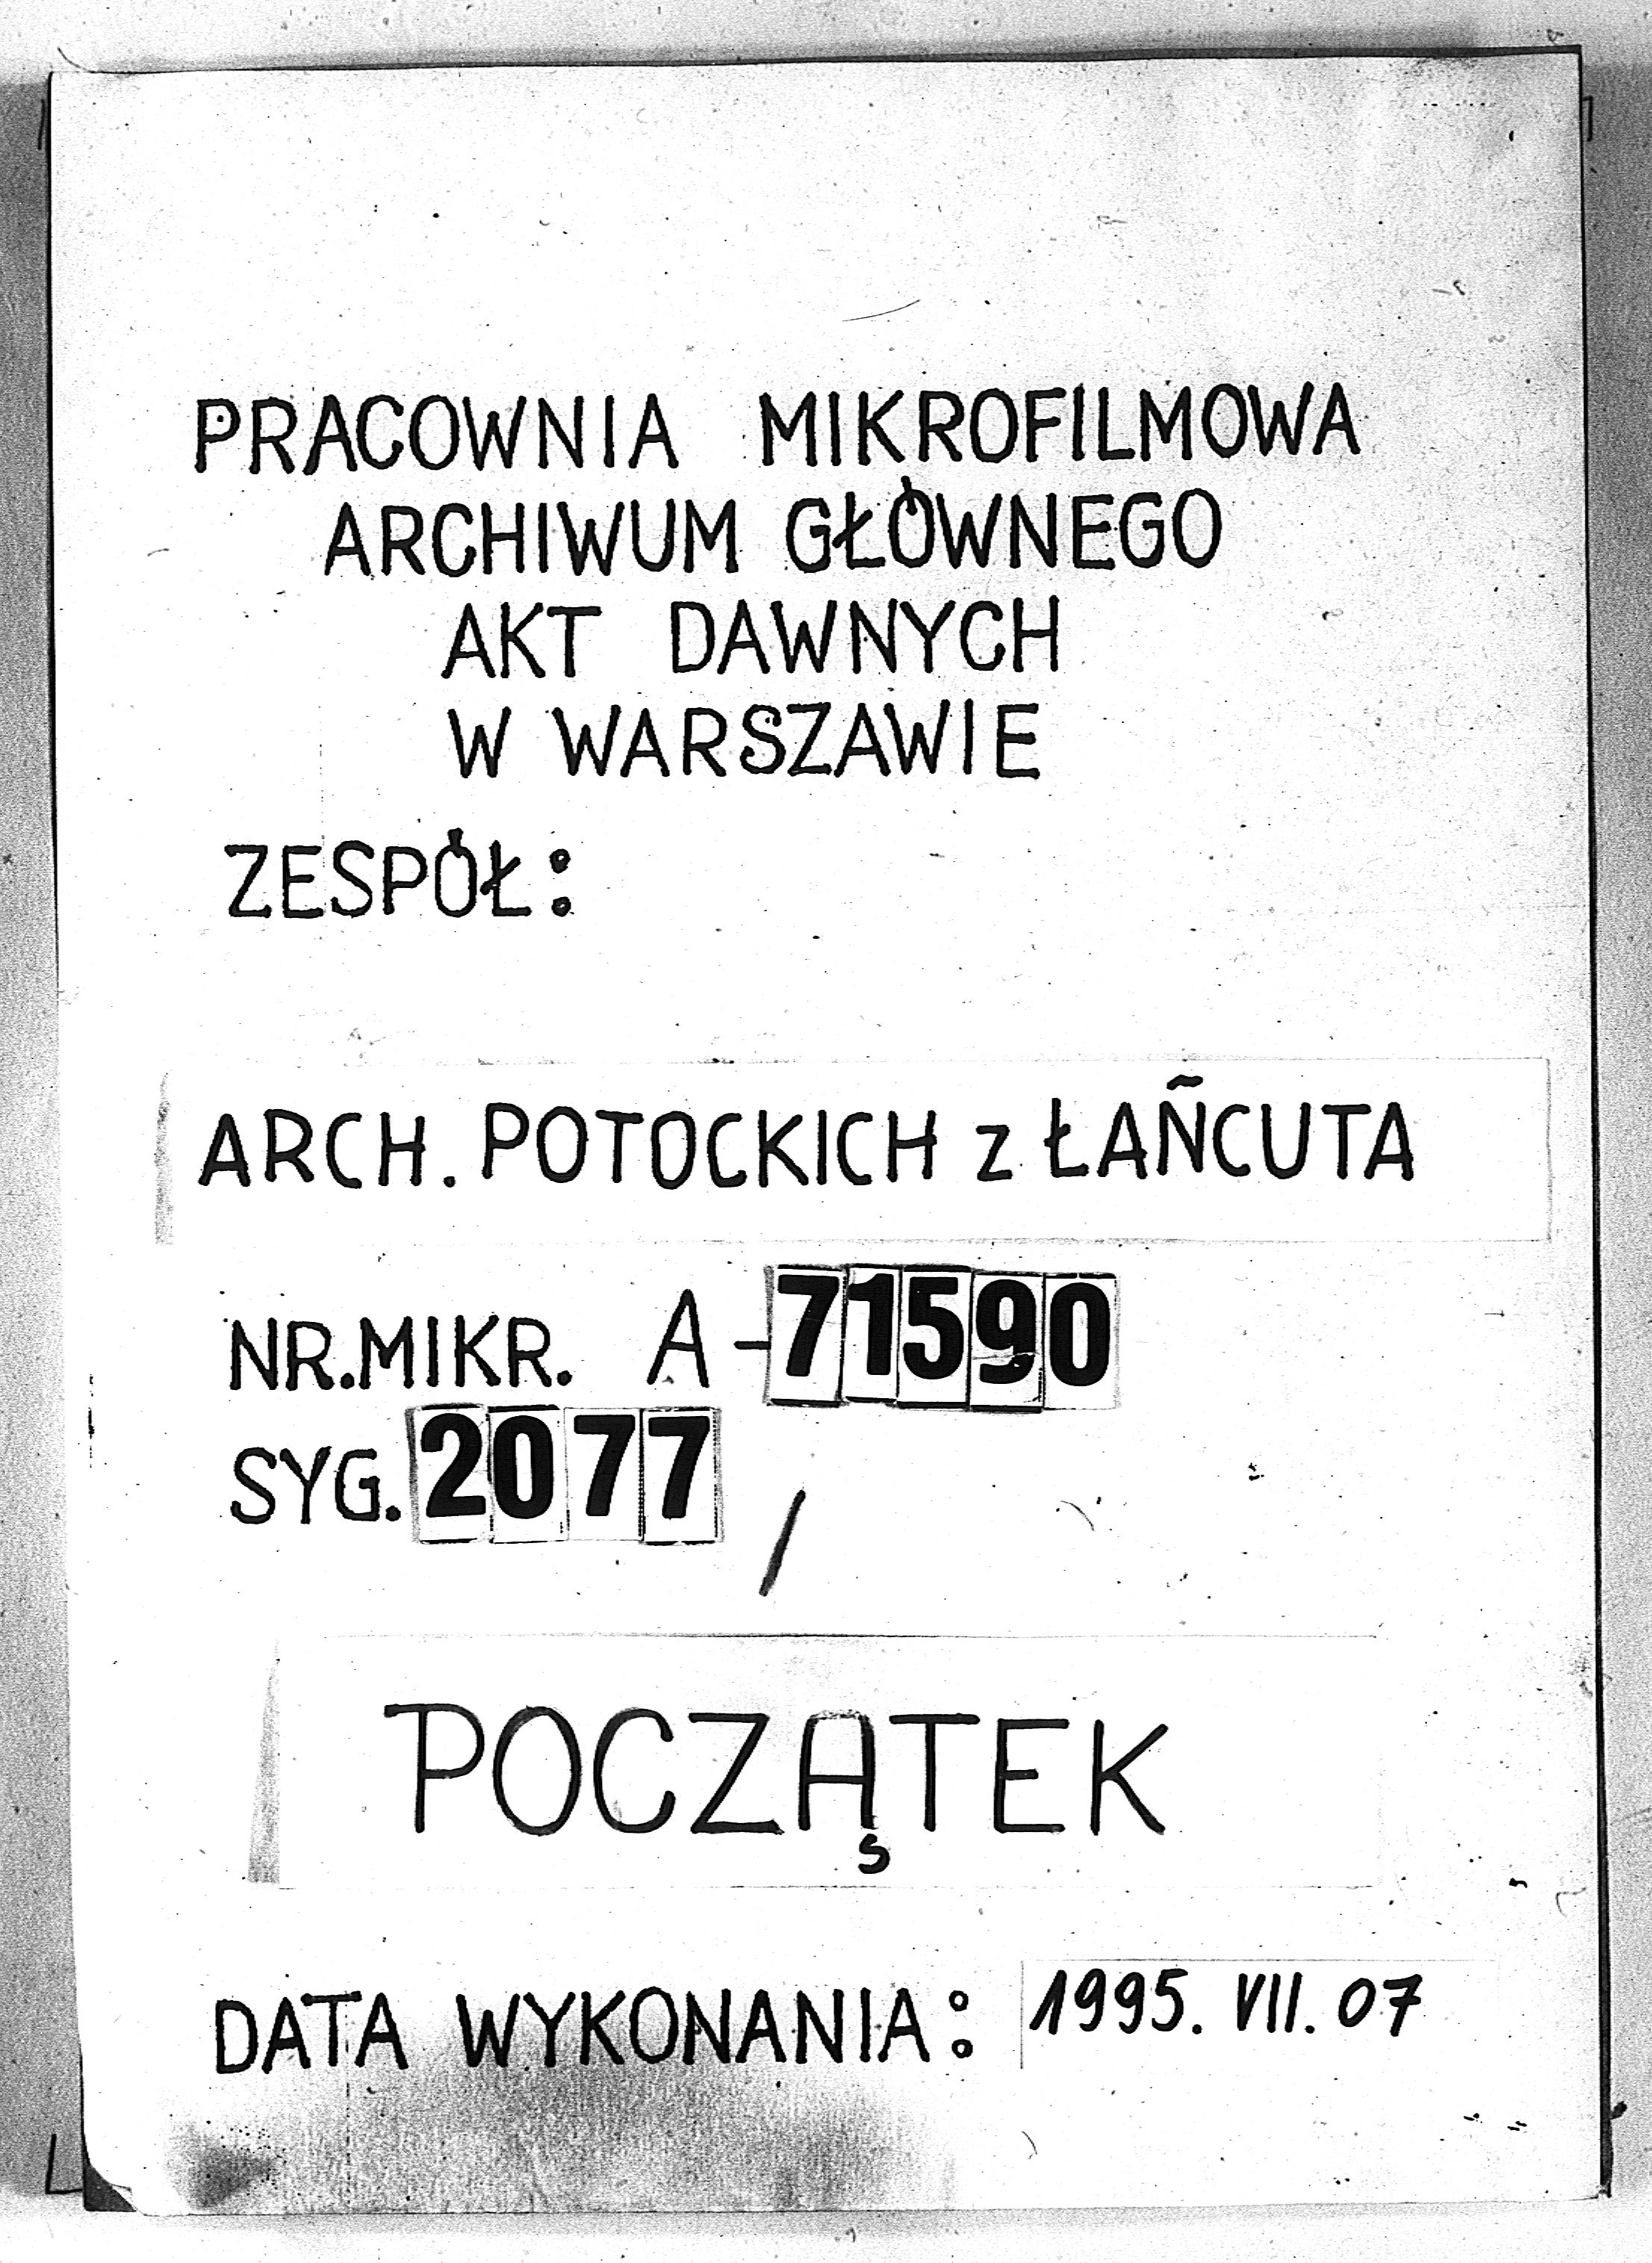 PRACOWNIA MIKROFILMOWA
ARCHIWUM GŁÓWNEGO
AKT DAWNYCH
W WARSZAWIE
ZESPÓŁ:
ARCH. POTOCKICH z ŁAŃCUTA
NR.MIKR. A-71590
SYG. 2077 /
POCZĄTEK
DATA WYKONANIA: 1995. VII. 07